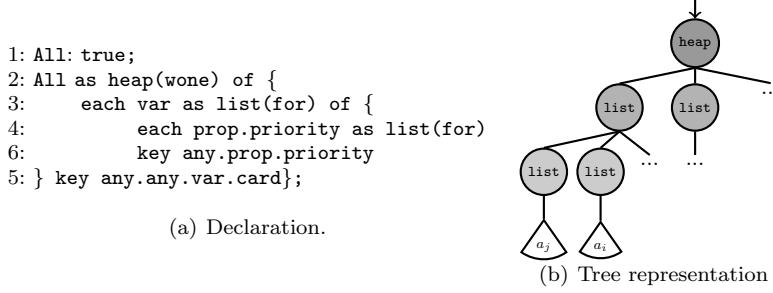 1: All: true;
2: All as heap(wone) of {
3: each var as list(for) of {
4: each prop.priority as list(for)
6: key any.prop.priority
5: } key any.any.var.card};
(a) Declaration.
heap
..
list
list
...
...
list
list
a_j
a_i
(b) Tree representation